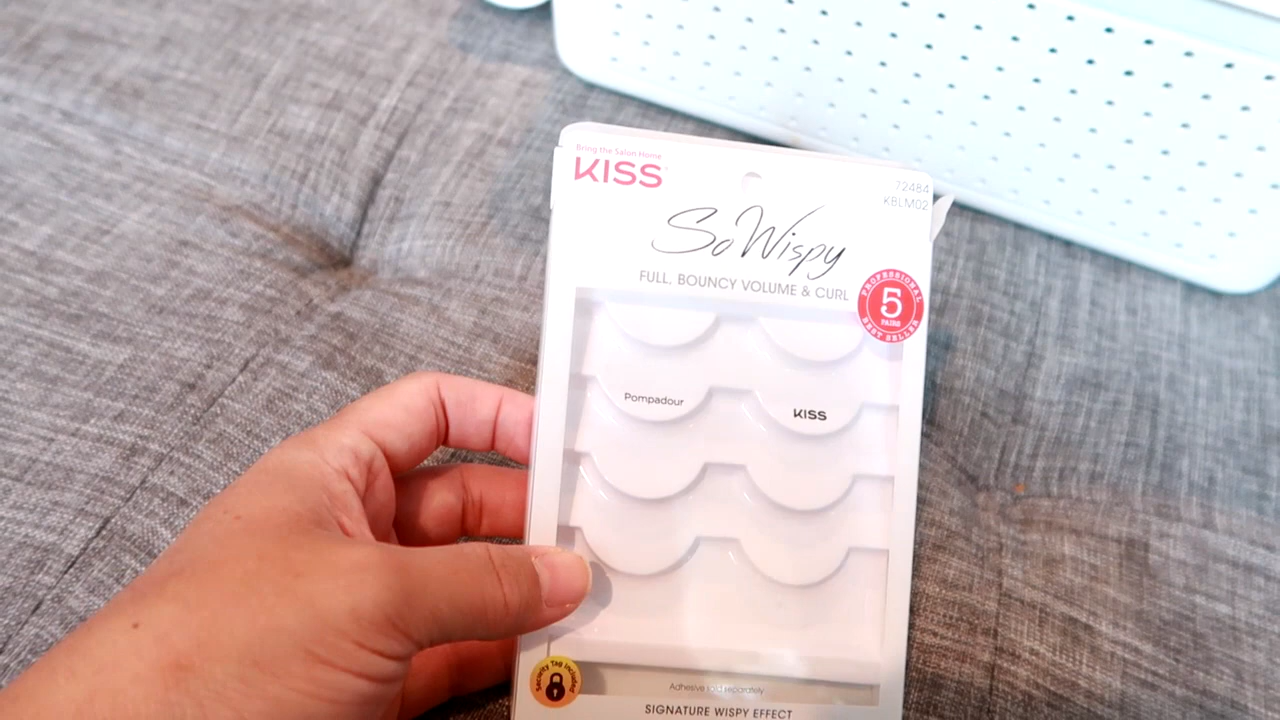 Bring the Salon Home
KISS
72484
KBLM02
So Wispy
FULL, BOUNCY VOLUME & CURL
PROFESSIONAL
5
PAIRS
BEST SELLER
Pompadour
KISS
Security Tag Included
Adhesive sold separately
SIGNATURE WISPY EFFECT